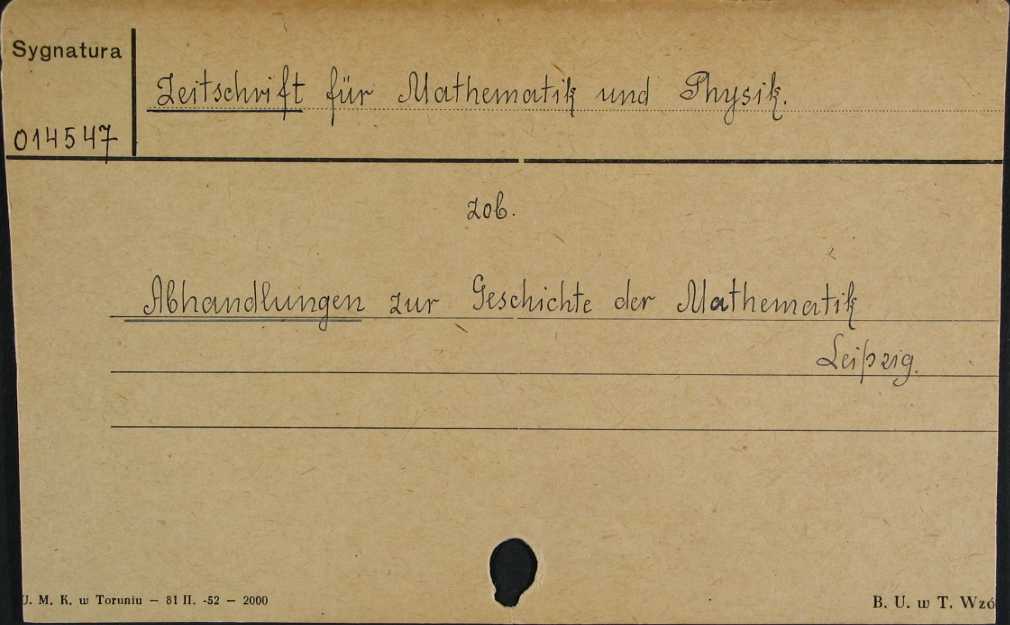 Sygnatura
Zeitschrift für Mathematik und Physik.
014547
zob.
Abhandlungen zur Geschichte der Mathematik
Leipzig.
U. M. K. w Toruniu — 81 II. -52 — 2000
B. U. w T. Wzó